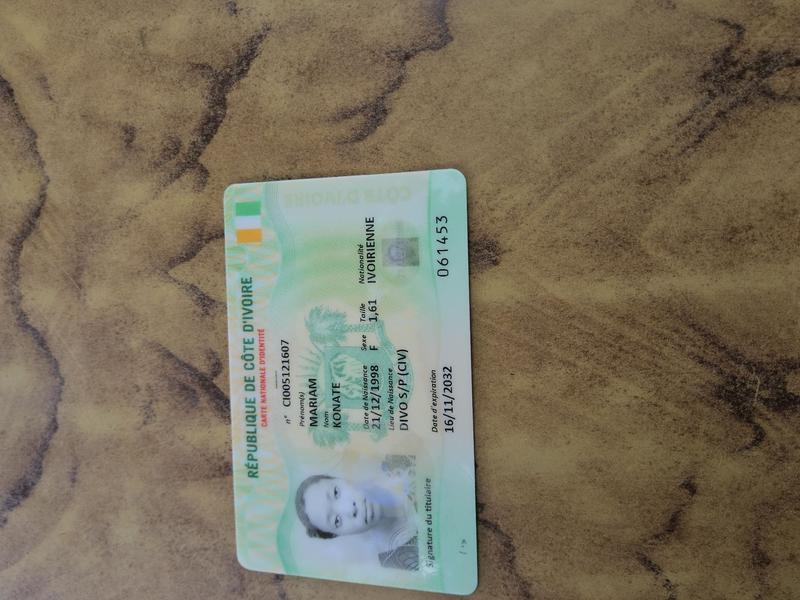 RÉPUBLIQUE DE CÔTE D'IVOIRE
CARTE NATIONALE D'IDENTITÉ
n° CI005121607
Prénom(s)
MARIAM
Nom
KONATE
Date de Naissance Sexe Taille Nationalité
21/12/1998 F 1,61 IVOIRIENNE
Lieu de Naissance
DIVO S/P (CIV)
Date d'expiration
16/11/2032
061453
Signature du titulaire
CÔTE D'IVOIRE